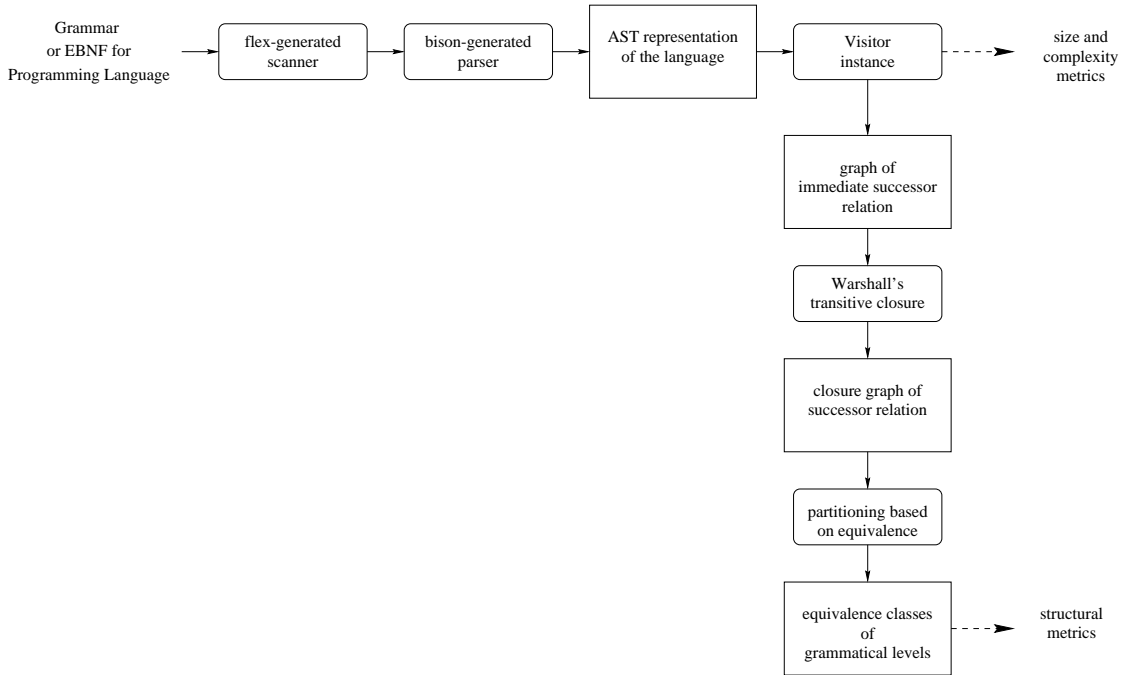 Grammar
or EBNF for
Programming Language
flex-generated
scanner
bison-generated
parser
AST representation
of the language
Visitor
instance
size and
complexity
metrics
graph of
immediate successor
relation
Warshall's
transitive closure
closure graph of
successor relation
partitioning based
on equivalence
equivalence classes
of
grammatical levels
structural
metrics